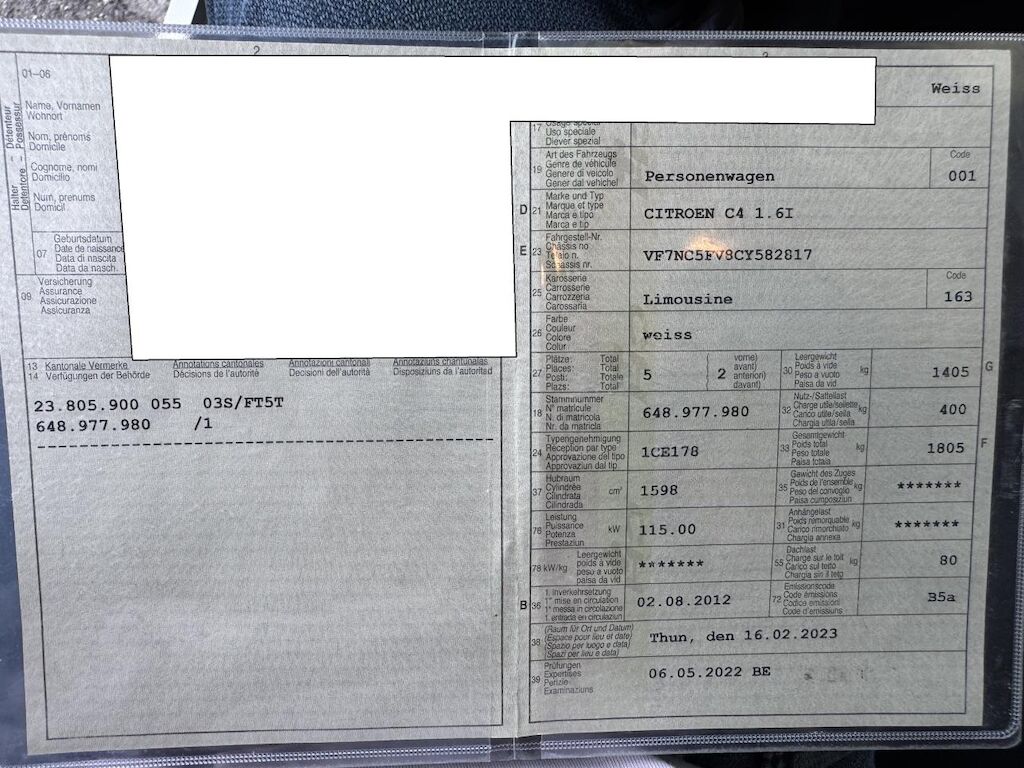 2
01–06
Halter – Détenteur
Detentore – Possessur
Name, Vornamen
Wohnort
Nom, prénoms
Domicile
Cognome, nomi
Domicilio
Num, prenums
Domicil
07
Geburtsdatum
Date de naissance
Data di nascita
Data da nasch.
09
Versicherung
Assurance
Assicurazione
Assicuranza
13 Kantonale Vermerke Annotations cantonales Annotazioni cantonali Annotaziuns chantunalas
14 Verfügungen der Behörde Décisions de l'autorité Decisioni dell'autorità Disposiziuns da l'autoritad
23.805.900 055 03S/FT5T
648.977.980 /1
Weiss
17
Uso speciale
Diever spezial
19
Art des Fahrzeugs
Genre de véhicule
Genere di veicolo
Gener dal vehichel
Personenwagen
Code
001
D 21
Marke und Typ
Marque et type
Marca e tipo
Marca e tip
CITROEN C4 1.6I
E 23
Fahrgestell-Nr.
Châssis no
Telaio n.
Schassis nr.
VF7NC5FV8CY582817
25
Karosserie
Carrosserie
Carrozzeria
Carossaria
Limousine
Code
163
26
Farbe
Couleur
Colore
Colur
weiss
27
Plätze: Total
Places: Total
Posti: Totale
Plazs: Total
5
( vorne)
avant)
( anteriori)
davant)
2
30
Leergewicht
Poids à vide
Peso a vuoto
Paisa da vid
kg
1405
G
18
Stammnummer
N° matricule
N. di matricola
Nr. da matricla
648.977.980
32
Nutz-/Sattellast
Charge utile/sellette
Carico utile/sella
Chargia utila/sella
kg
400
24
Typengenehmigung
Réception par type
Approvazione del tipo
Approvaziun dal tip
1CE178
33
Gesamtgewicht
Poids total
Peso totale
Paisa totala
kg
1805
F
37
Hubraum
Cylindrée
Cilindrata
Cilindrada
cm³
1598
35
Gewicht des Zuges
Poids de l'ensemble
Peso del convoglio
Paisa cumposiziun
kg
*******
76
Leistung
Puissance
Potenza
Prestaziun
kW
115.00
31
Anhängelast
Poids remorquable
Carico rimorchiato
Chargia annexa
kg
*******
78 kW/kg
Leergewicht
poids à vide
peso a vuoto
paisa da vid
*******
55
Dachlast
Charge sur le toit
Carico sul tetto
Chargia sin il tetg
kg
80
B 36
1. Inverkehrsetzung
1re mise en circulation
1a messa in circolazione
1. entrada en circulaziun
02.08.2012
72
Emissionscode
Code émissions
Codice emissioni
Code d'emissiuns
B5a
38
(Raum für Ort und Datum)
(Espace pour lieu et date)
(Spazio per luogo e data)
(Spazi per lieu e data)
Thun, den 16.02.2023
39
Prüfungen
Expertises
Perizie
Examinaziuns
06.05.2022 BE